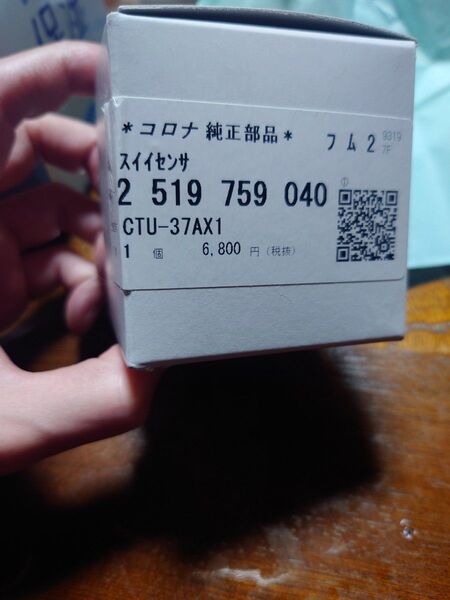 *コロナ 純正部品* フム2 9319
7F
スイイセンサ
2 519 759 040 ①
CTU-37AX1
1 個 6,800 円 (税抜)